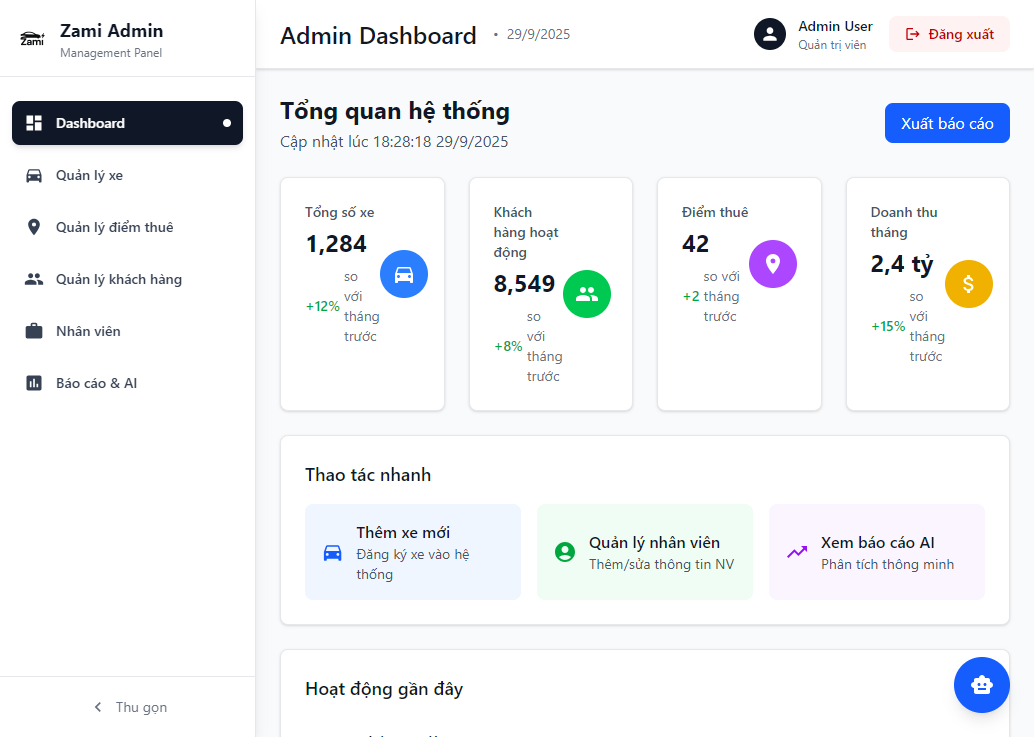 Zami
Zami Admin
Management Panel
Dashboard
Quản lý xe
Quản lý điểm thuê
Quản lý khách hàng
Nhân viên
Báo cáo & AI
Thu gọn
Admin Dashboard
• 29/9/2025
Admin User
Quản trị viên
Đăng xuất
Tổng quan hệ thống
Cập nhật lúc 18:28:18 29/9/2025
Xuất báo cáo
Tổng số xe
1,284
+12% so
với
tháng
trước
Khách
hàng hoạt
động
8,549
+8% so
với
tháng
trước
Điểm thuê
42
+2 so với
tháng
trước
Doanh thu
tháng
2,4 tỷ
$
+15% so
với
tháng
trước
Thao tác nhanh
Thêm xe mới
Đăng ký xe vào hệ
thống
Quản lý nhân viên
Thêm/sửa thông tin NV
Xem báo cáo AI
Phân tích thông minh
Hoạt động gần đây